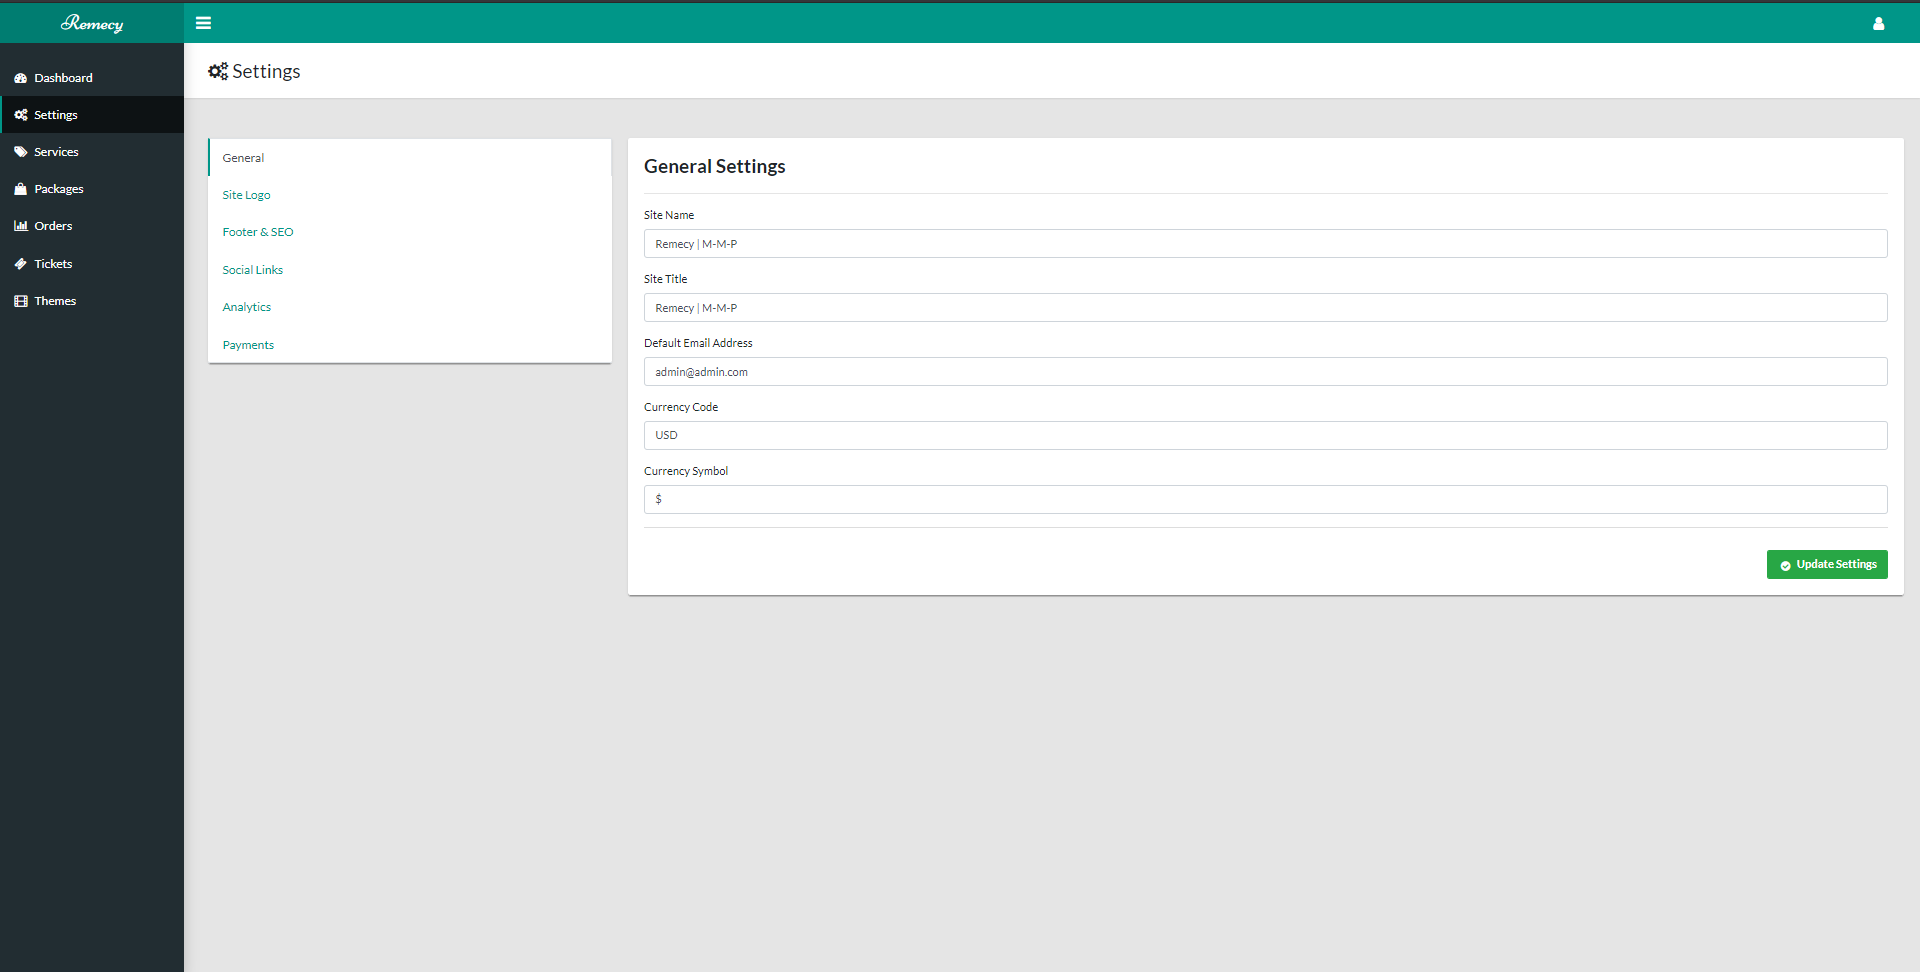 Remecy
Settings
Dashboard
Settings
Services
Packages
Orders
Tickets
Themes
General
Site Logo
Footer & SEO
Social Links
Analytics
Payments
General Settings
Site Name
Remecy | M-M-P
Site Title
Remecy | M-M-P
Default Email Address
admin@admin.com
Currency Code
USD
Currency Symbol
$
Update Settings